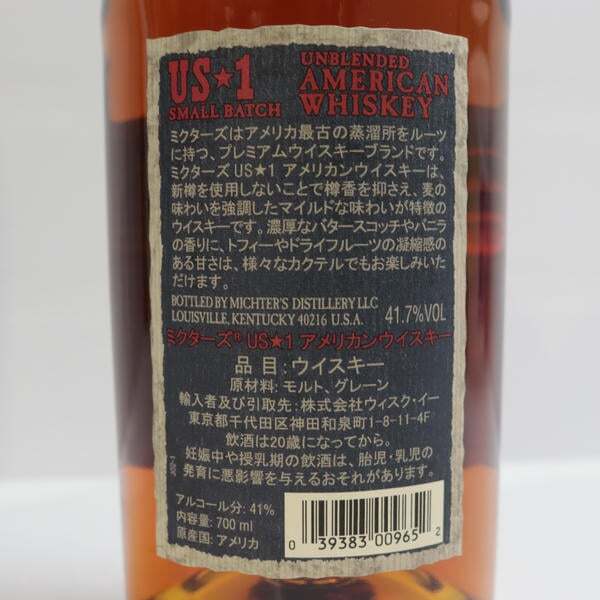 US★1
SMALL BATCH
UNBLENDED
AMERICAN
WHISKEY
ミクターズはアメリカ最古の蒸溜所をルーツ
に持つ、プレミアムウイスキーブランドです。
ミクターズ US★1 アメリカンウイスキーは、
新樽を使用しないことで樽香を抑さえ、麦の
味わいを強調したマイルドな味わいが特徴の
ウイスキーです。濃厚なバタースコッチやバニラ
の香りに、トフィーやドライフルーツの凝縮感の
ある甘さは、様々なカクテルでもお楽しみいた
だけます。
BOTTLED BY MICHTER'S DISTILLERY LLC
LOUISVILLE, KENTUCKY 40216 U.S.A. 41.7%VOL
ミクターズ® US★1 アメリカンウイスキー
品目：ウイスキー
原材料：モルト、グレーン
輸入者及び引取先：株式会社ウィスク・イー
東京都千代田区神田和泉町1-8-11-4F
飲酒は20歳になってから。
妊娠中や授乳期の飲酒は、胎児・乳児の
発育に悪影響を与えるおそれがあります。
アルコール分: 41%
内容量: 700 ml
原産国: アメリカ
0 39383 00965 2